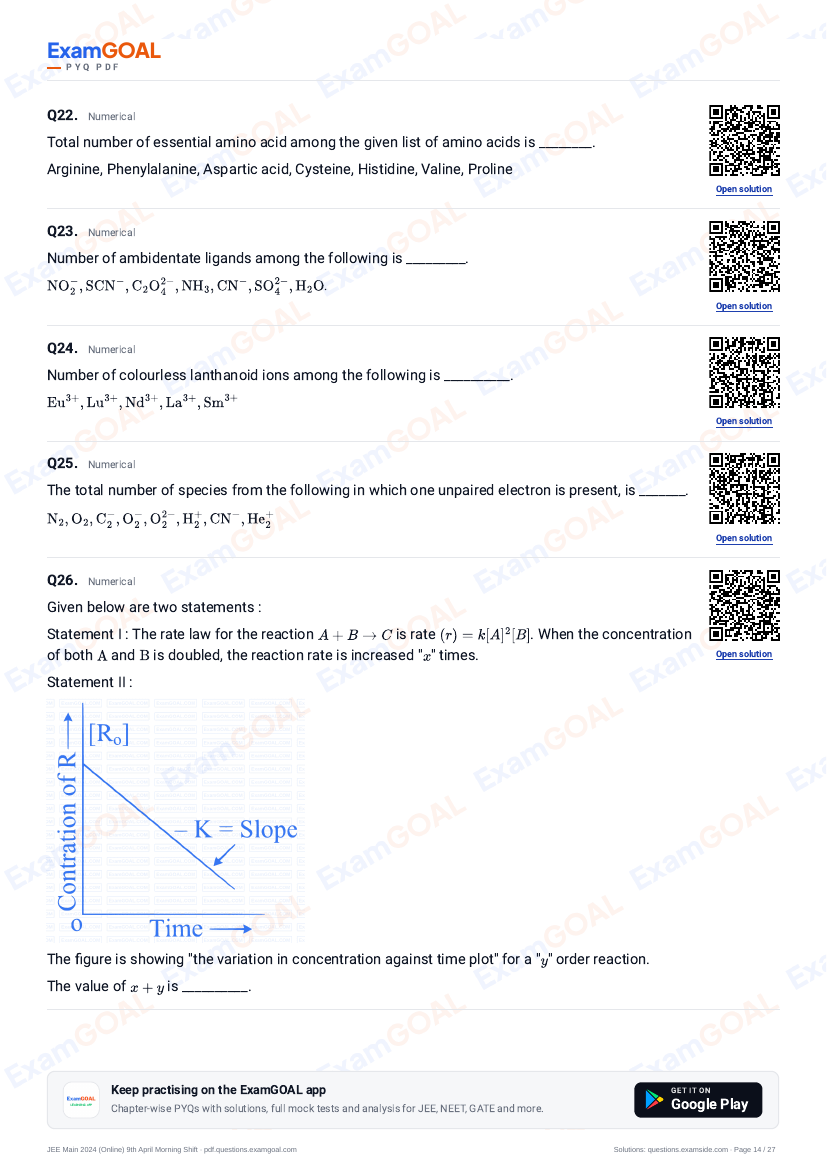 ExamGOAL
PYQ PDF
Q22. Numerical
Total number of essential amino acid among the given list of amino acids is ________.
Arginine, Phenylalanine, Aspartic acid, Cysteine, Histidine, Valine, Proline
Open solution
Q23. Numerical
Number of ambidentate ligands among the following is _________.
NO₂⁻, SCN⁻, C₂O₄²⁻, NH₃, CN⁻, SO₄²⁻, H₂O.
Open solution
Q24. Numerical
Number of colourless lanthanoid ions among the following is __________.
Eu³⁺, Lu³⁺, Nd³⁺, La³⁺, Sm³⁺
Open solution
Q25. Numerical
The total number of species from the following in which one unpaired electron is present, is _______.
N₂, O₂, C₂⁻, O₂⁻, O₂²⁻, H₂⁺, CN⁻, He₂⁺
Open solution
Q26. Numerical
Given below are two statements :
Statement I : The rate law for the reaction A + B → C is rate (r) = k[A]²[B]. When the concentration
of both A and B is doubled, the reaction rate is increased "x" times.
Open solution
Statement II :
[R₀]
Contration of R
– K = Slope
o
Time
The figure is showing "the variation in concentration against time plot" for a "y" order reaction.
The value of x + y is __________.
ExamGOAL
Keep practising on the ExamGOAL app
Chapter-wise PYQs with solutions, full mock tests and analysis for JEE, NEET, GATE and more.
GET IT ON
Google Play
JEE Main 2024 (Online) 9th April Morning Shift · pdf.questions.examgoal.com
Solutions: questions.examside.com · Page 14 / 27